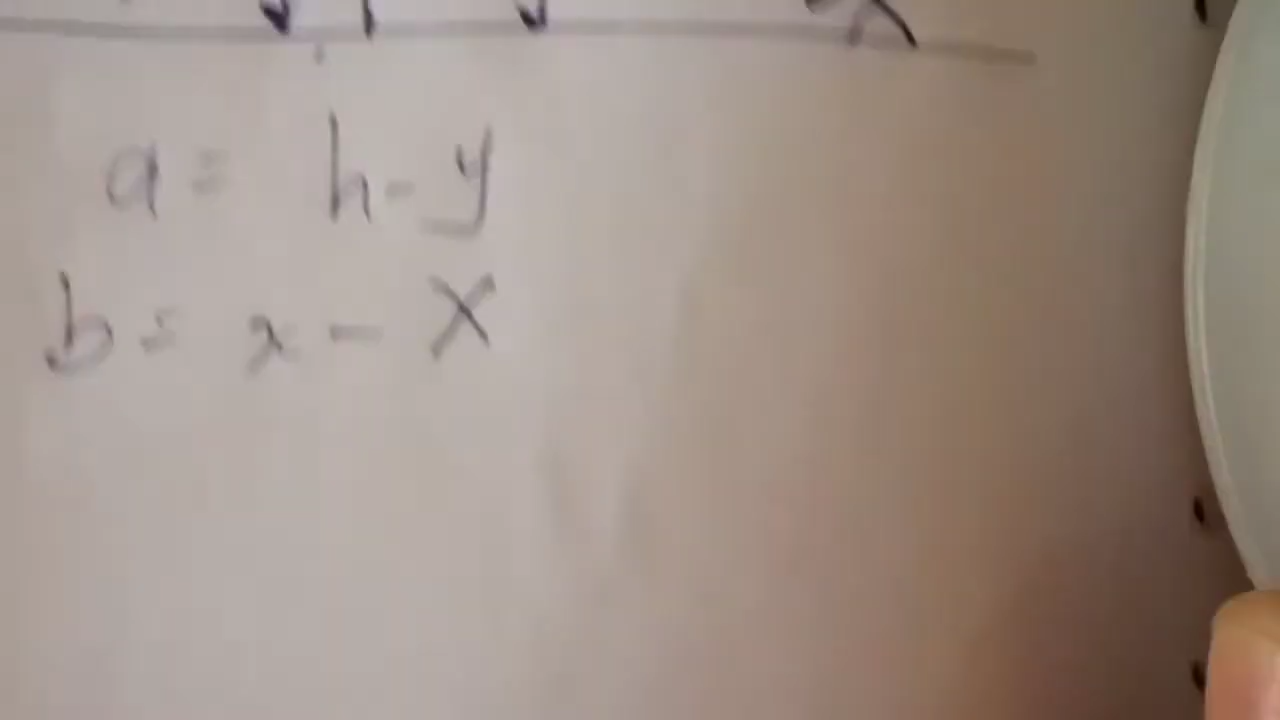 a = h - y
b = x - X